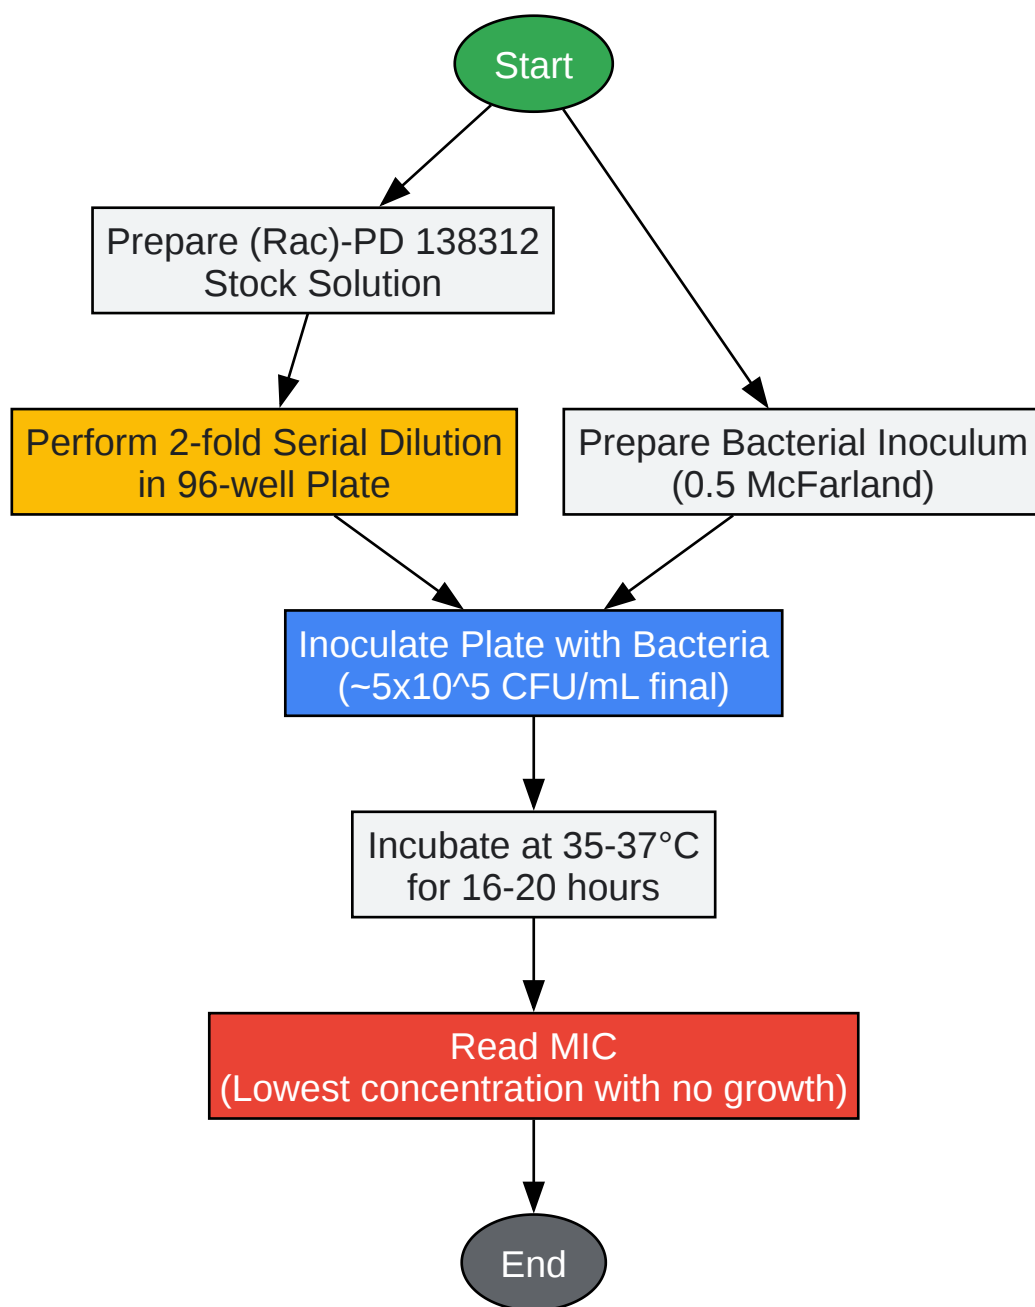 Start
Prepare (Rac)-PD 138312
Stock Solution
Perform 2-fold Serial Dilution
in 96-well Plate
Prepare Bacterial Inoculum
(0.5 McFarland)
Inoculate Plate with Bacteria
(~5x10^5 CFU/mL final)
Incubate at 35-37°C
for 16-20 hours
Read MIC
(Lowest concentration with no growth)
End